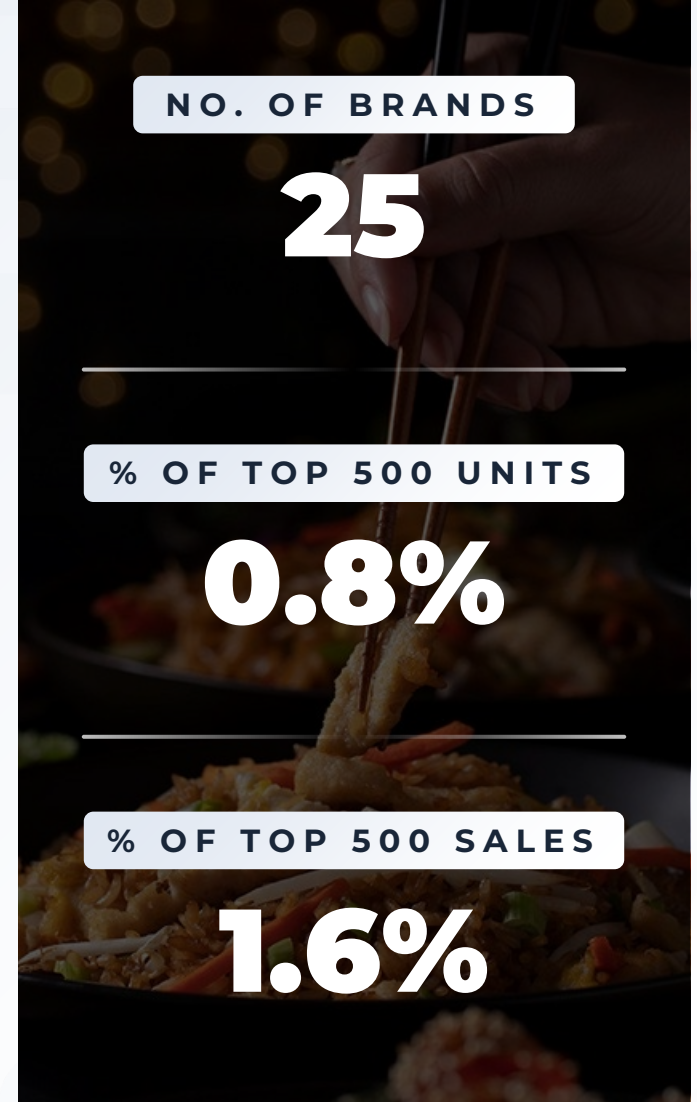 NO. OF BRANDS
25
% OF TOP 500 UNITS
0.8%
% OF TOP 500 SALES
1.6%